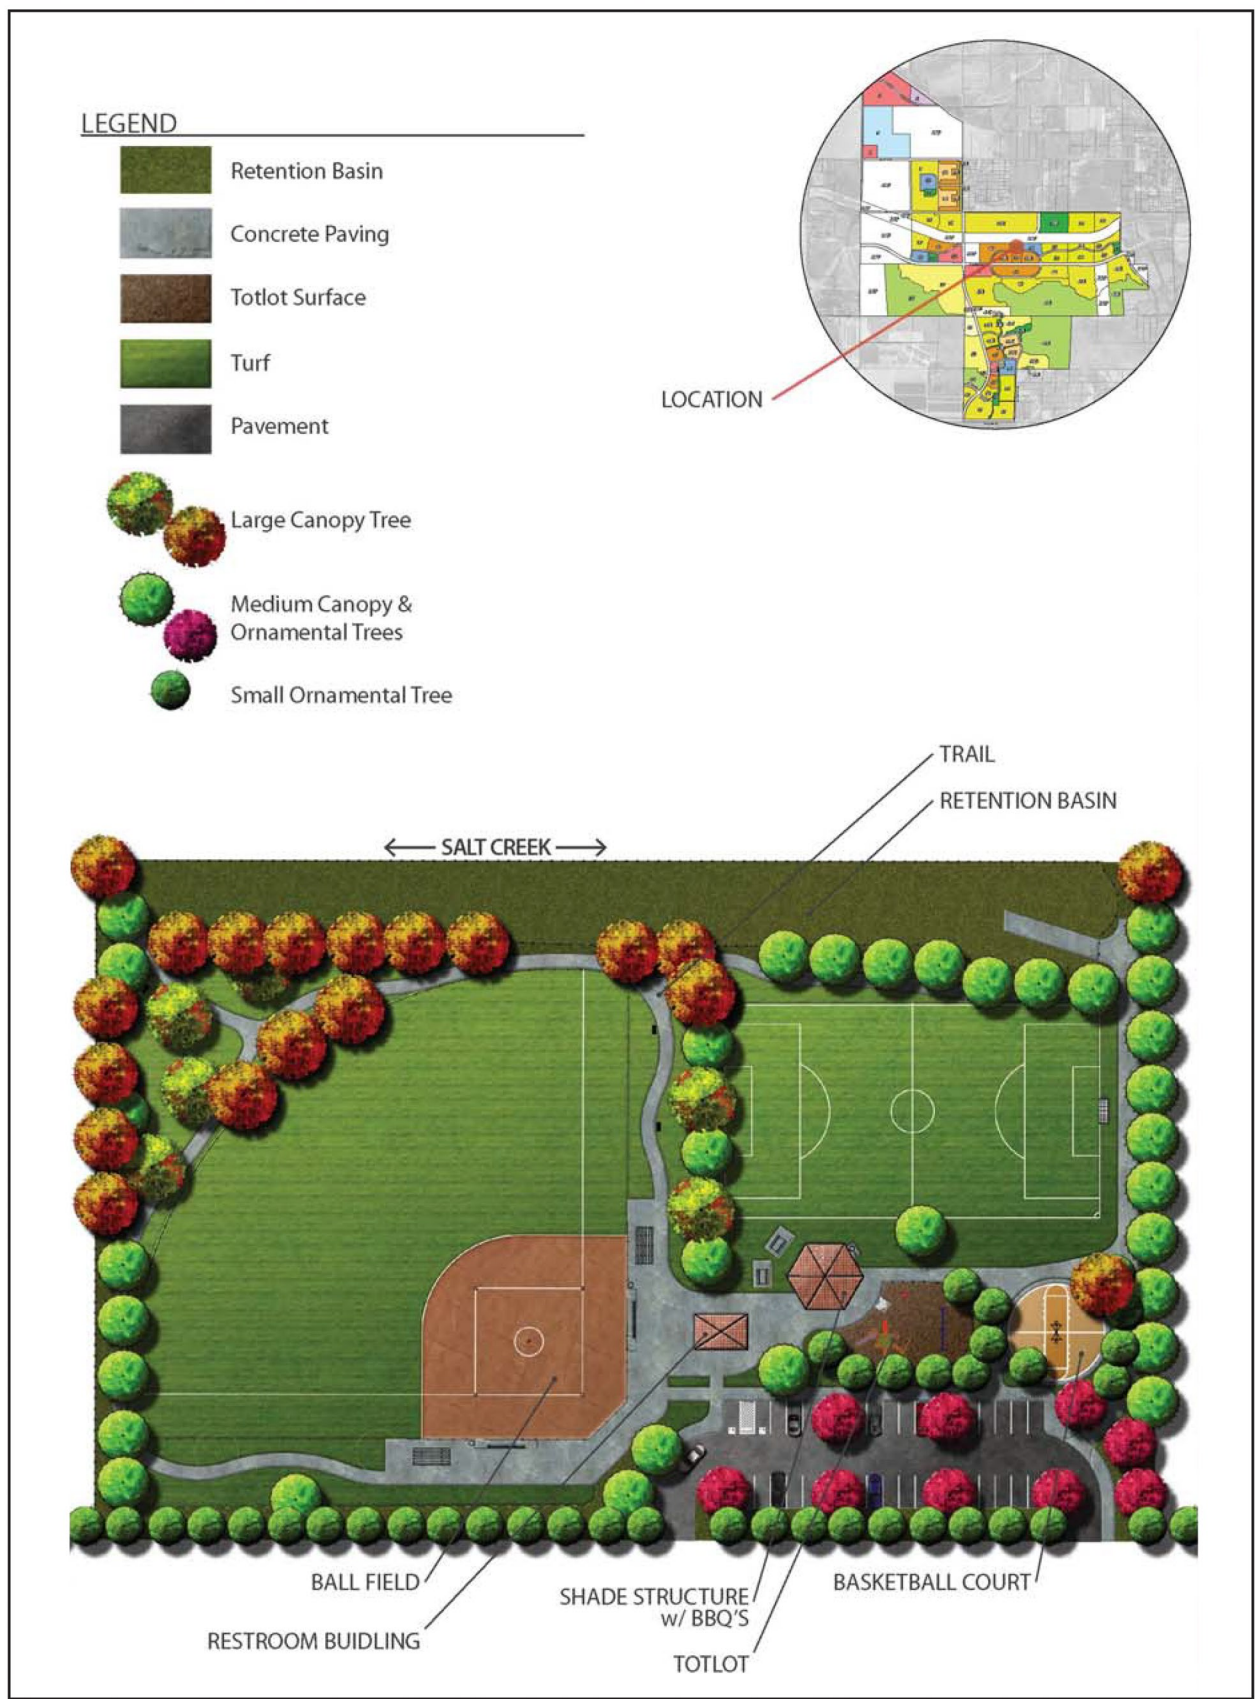 LEGEND
Retention Basin
Concrete Paving
Totlot Surface
Turf
Pavement
Large Canopy Tree
Medium Canopy &
Ornamental Trees
Small Ornamental Tree
LOCATION
TRAIL
RETENTION BASIN
SALT CREEK
BALL FIELD
RESTROOM BUIDLING
SHADE STRUCTURE
w/ BBQ'S
TOTLOT
BASKETBALL COURT